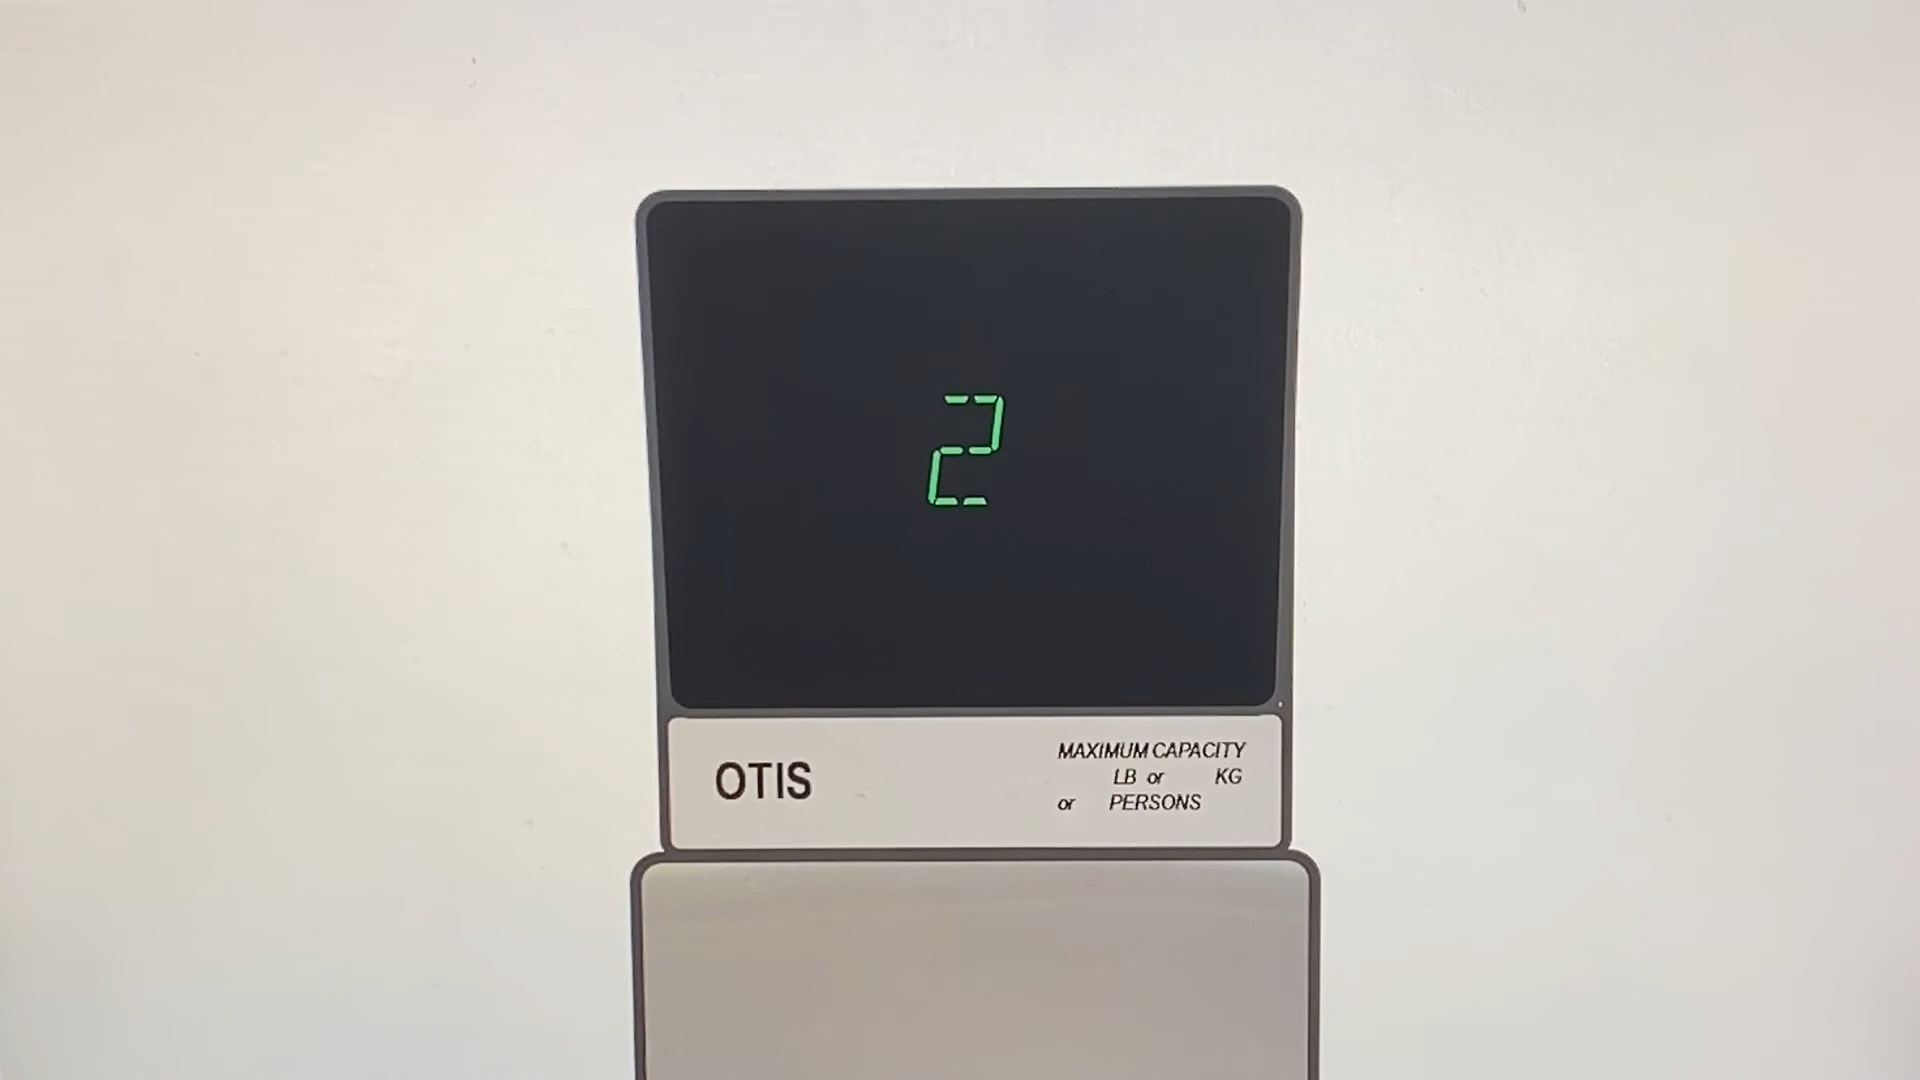 2
OTIS
MAXIMUM CAPACITY
LB or KG
or PERSONS